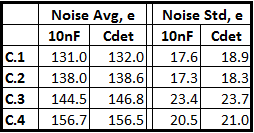 Noise Avg, e Noise Std, e
10nF Cdet 10nF Cdet
C.1 131.0 132.0 17.6 18.9
C.2 138.0 138.6 17.3 18.3
C.3 144.5 146.8 23.4 23.7
C.4 156.7 156.5 20.5 21.0